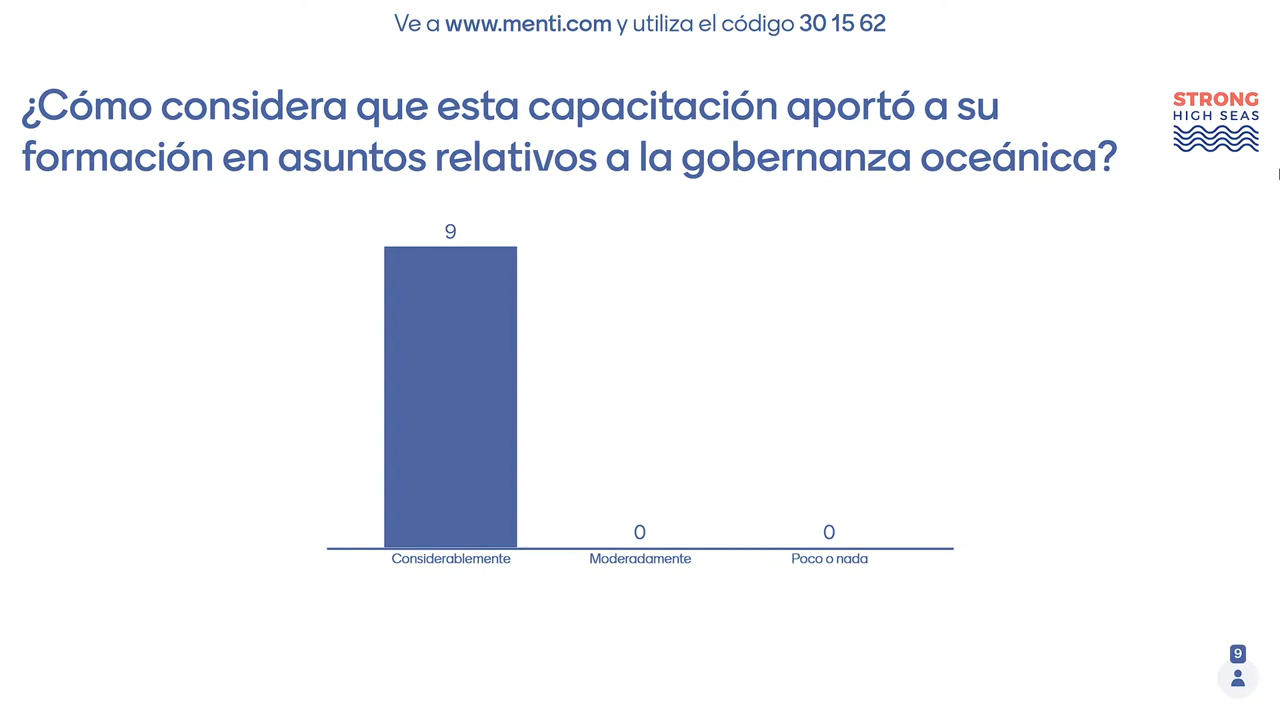 Ve a www.menti.com y utiliza el código 30 15 62
¿Cómo considera que esta capacitación aportó a su
formación en asuntos relativos a la gobernanza oceánica?
STRONG
HIGH SEAS
9
0
0
Considerablemente
Moderadamente
Poco o nada
9